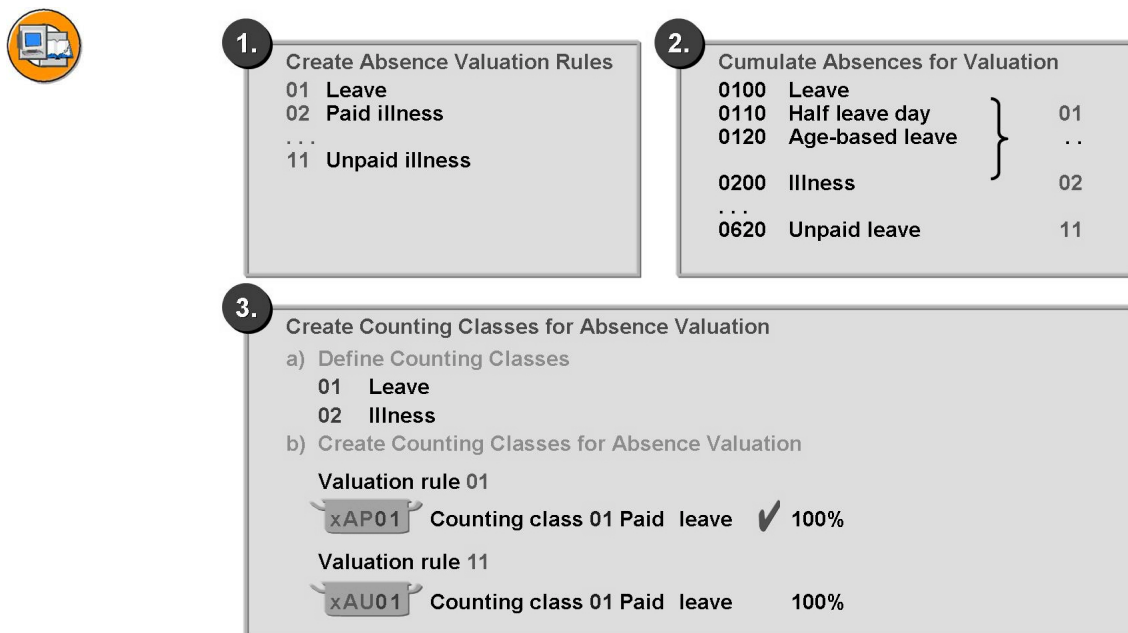 1.
Create Absence Valuation Rules
01 Leave
02 Paid illness
. . .
11 Unpaid illness
2.
Cumulate Absences for Valuation
0100 Leave
0110 Half leave day 01
0120 Age-based leave . .
0200 Illness 02
. . .
0620 Unpaid leave 11
3.
Create Counting Classes for Absence Valuation
a) Define Counting Classes
01 Leave
02 Illness
b) Create Counting Classes for Absence Valuation
Valuation rule 01
xAP01 Counting class 01 Paid leave ✔ 100%
Valuation rule 11
xAU01 Counting class 01 Paid leave 100%